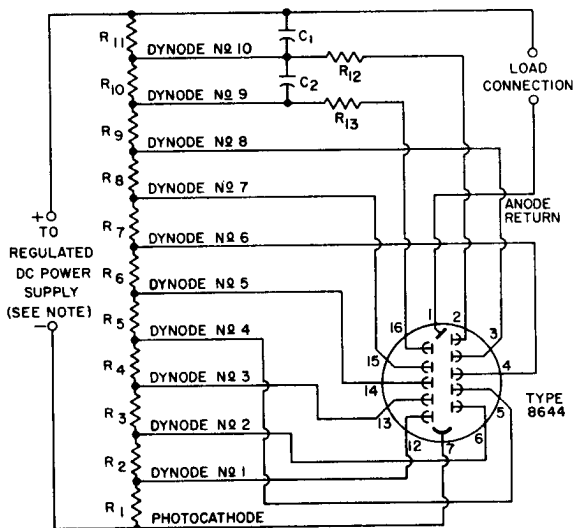 R11
C1
DYNODE No 10
R12
LOAD
CONNECTION
R10
C2
DYNODE No 9
R13
R9
DYNODE No 8
R8
DYNODE No 7
ANODE
RETURN
R7
+
TO
REGULATED
DC POWER
SUPPLY
(SEE NOTE)
−
DYNODE No 6
R6
DYNODE No 5
R5
DYNODE No 4
R4
DYNODE No 3
R3
DYNODE No 2
R2
DYNODE No 1
R1
PHOTOCATHODE
1
2
3
4
5
6
7
12
13
14
15
16
TYPE
8644